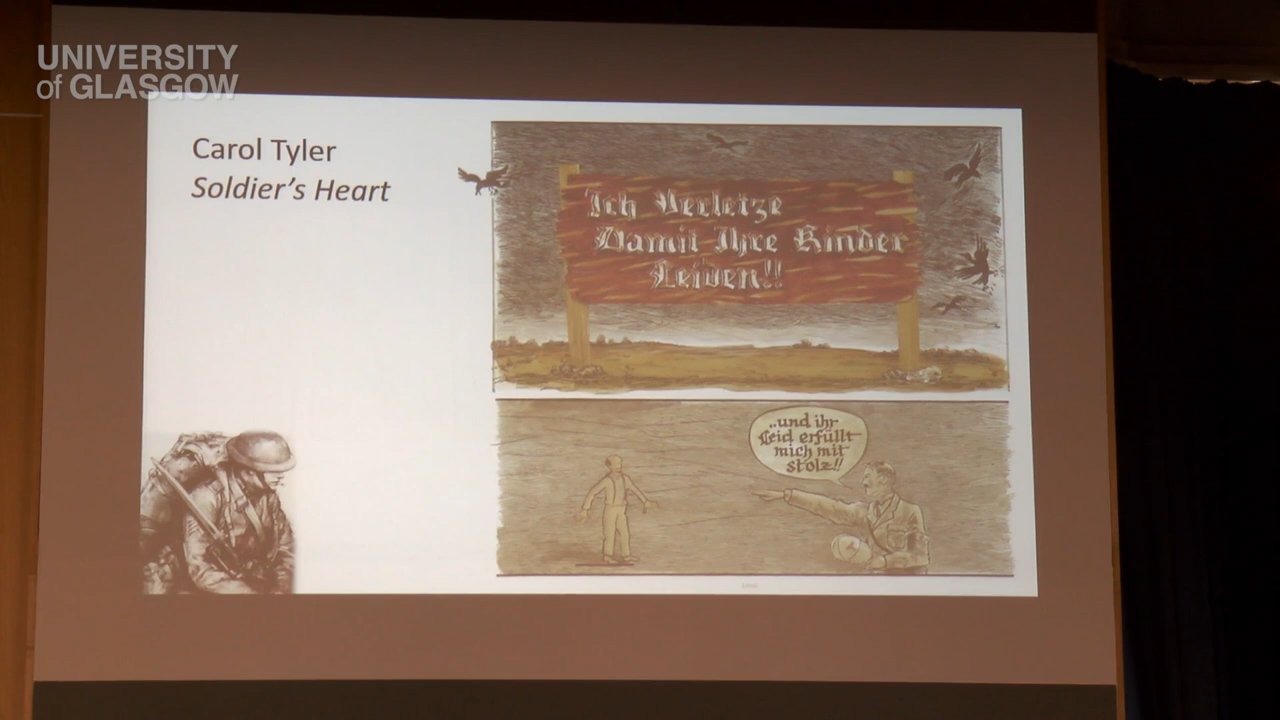 UNIVERSITY
of GLASGOW
Carol Tyler
Soldier's Heart
Ich Verletze
Damit Ihre Kinder
Leiden!!
..und ihr
Leid erfüllt
mich mit
stolz!!